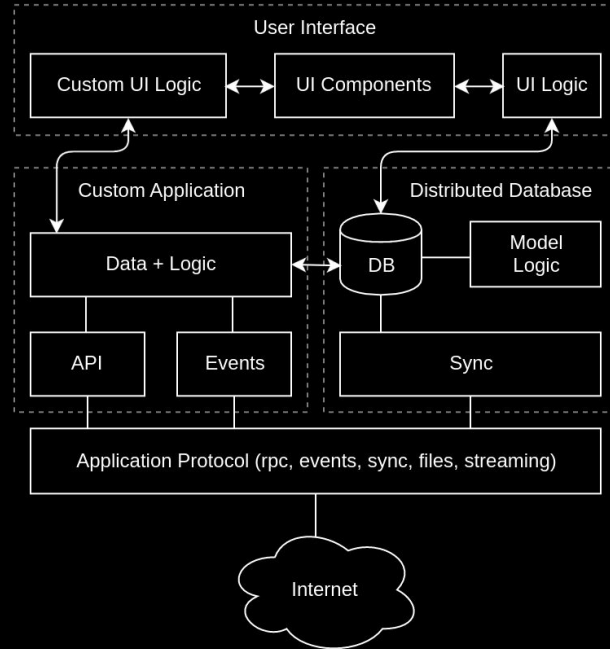 User Interface
Custom UI Logic
UI Components
UI Logic
Custom Application
Distributed Database
Data + Logic
DB
Model
Logic
API
Events
Sync
Application Protocol (rpc, events, sync, files, streaming)
Internet